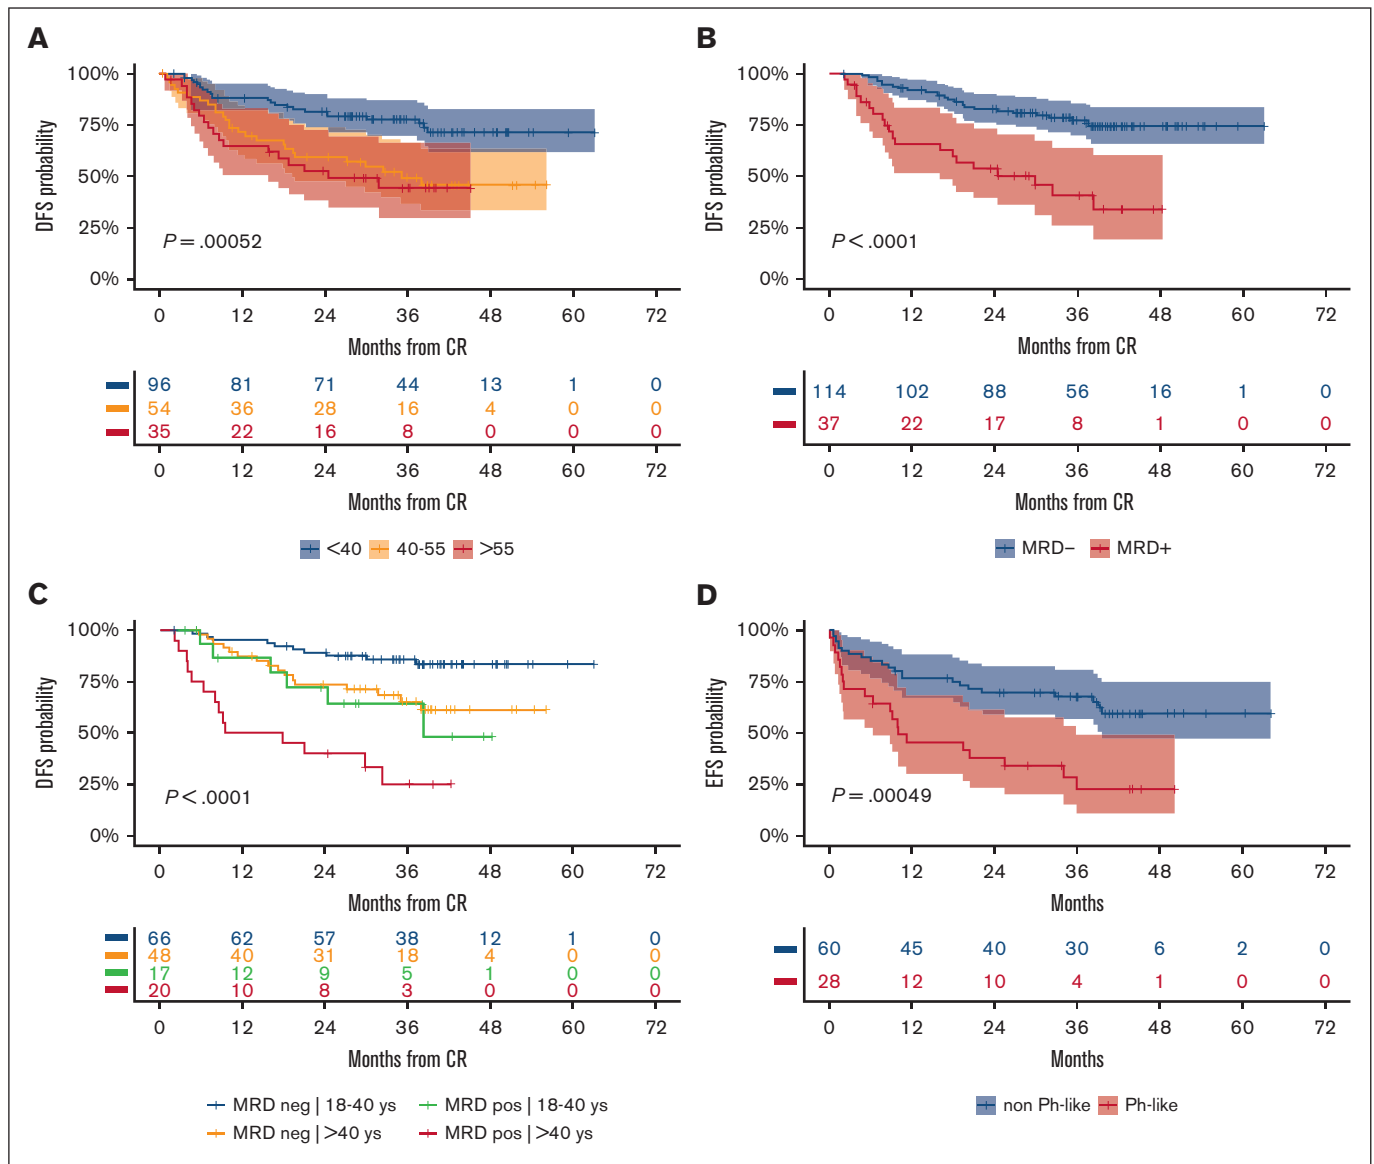 A
DFS probability
100%
75%
50%
25%
0%
P = .00052
0 12 24 36 48 60 72
Months from CR
96 81 71 44 13 1 0
54 36 28 16 4 0 0
35 22 16 8 0 0 0
0 12 24 36 48 60 72
Months from CR
<40 40-55 >55
B
DFS probability
100%
75%
50%
25%
0%
P < .0001
0 12 24 36 48 60 72
Months from CR
114 102 88 56 16 1 0
37 22 17 8 1 0 0
0 12 24 36 48 60 72
Months from CR
MRD– MRD+
C
DFS probability
100%
75%
50%
25%
0%
P < .0001
0 12 24 36 48 60 72
Months from CR
66 62 57 38 12 1 0
48 40 31 18 4 0 0
17 12 9 5 1 0 0
20 10 8 3 0 0 0
0 12 24 36 48 60 72
Months from CR
MRD neg | 18-40 ys MRD pos | 18-40 ys
MRD neg | >40 ys MRD pos | >40 ys
D
EFS probability
100%
75%
50%
25%
0%
P = .00049
0 12 24 36 48 60 72
Months
60 45 40 30 6 2 0
28 12 10 4 1 0 0
0 12 24 36 48 60 72
Months
non Ph-like Ph-like